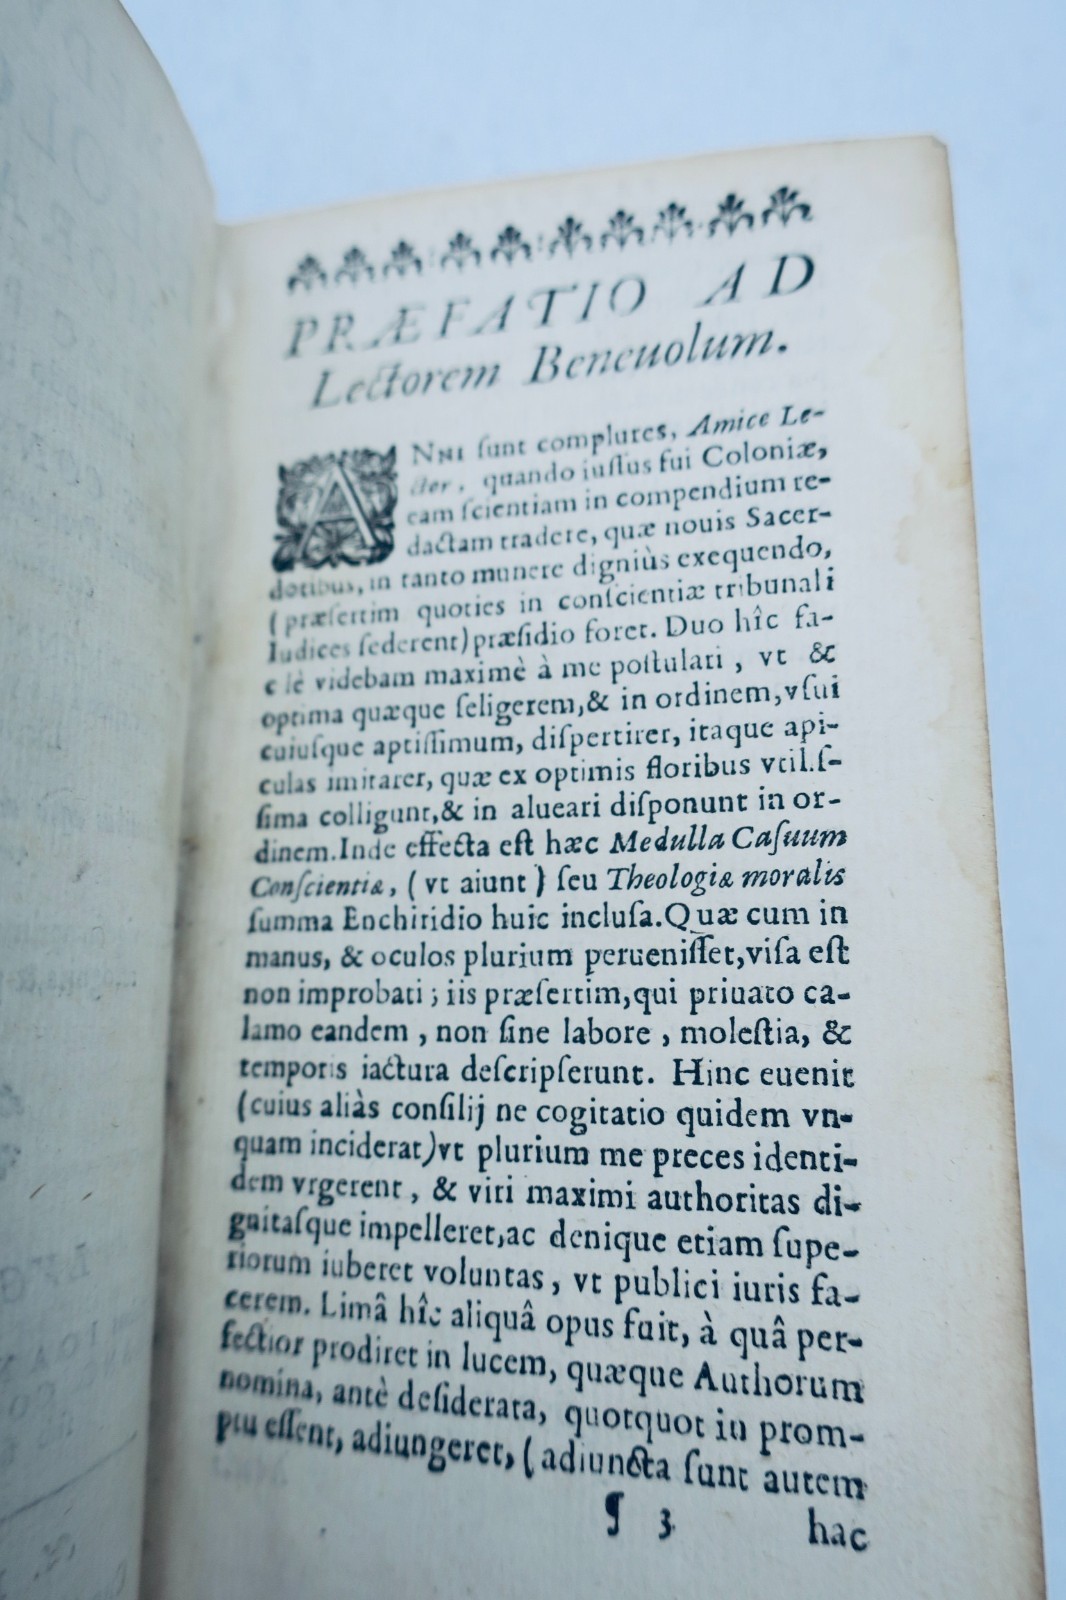 PRÆFATIO AD
Lectorem Beneuolum.
ANNI ſunt complures, Amice Le-
ctor, quando iuſſus fui Coloniæ,
eam ſcientiam in compendium re-
dactam tradere, quæ nouis Sacer-
dotibus, in tanto munere digniùs exequendo,
(præſertim quoties in conſcientiæ tribunali
Iudices ſederent) præſidio foret. Duo hîc fa-
cile videbam maximè à me poſtulari, vt &
optima quæque ſeligerem, & in ordinem, vſui
cuiuſque aptiſſimum, diſpertirer, itaque api-
culas imitarer, quæ ex optimis floribus vtil.ſ-
ſima colligunt, & in alueari diſponunt in or-
dinem. Inde effecta eſt hæc Medulla Caſuum
Conſcientiæ, (vt aiunt) ſeu Theologiæ moralis
ſumma Enchiridio huic incluſa. Quæ cum in
manus, & oculos plurium perueniſſet, viſa eſt
non improbati; iis præſertim, qui priuato ca-
lamo eandem, non ſine labore, moleſtia, &
temporis iactura deſcripſerunt. Hinc euenit
(cuius aliàs conſilij ne cogitatio quidem vn-
quam inciderat) vt plurium me preces identi-
dem vrgerent, & viri maximi authoritas di-
gnitaſque impelleret, ac denique etiam ſupe-
riorum iuberet voluntas, vt publici iuris fa-
cerem. Limâ hîc aliquâ opus fuit, à quâ per-
fectior prodiret in lucem, quæque Authorum
nomina, antè deſiderata, quotquot in prom-
ptu eſſent, adiungeret, (adiuncta ſunt autem
¶ 3 hac